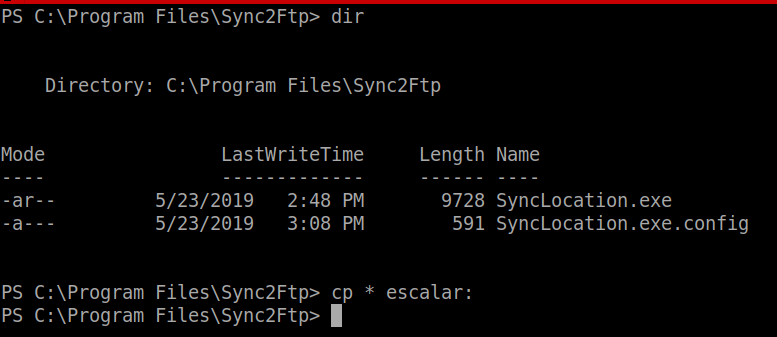 PS C:\Program Files\Sync2Ftp> dir
Directory: C:\Program Files\Sync2Ftp
Mode                LastWriteTime     Length Name
----                -------------     ------ ----
-ar--         5/23/2019   2:48 PM       9728 SyncLocation.exe
-a---         5/23/2019   3:08 PM        591 SyncLocation.exe.config
PS C:\Program Files\Sync2Ftp> cp * escalar:
PS C:\Program Files\Sync2Ftp>